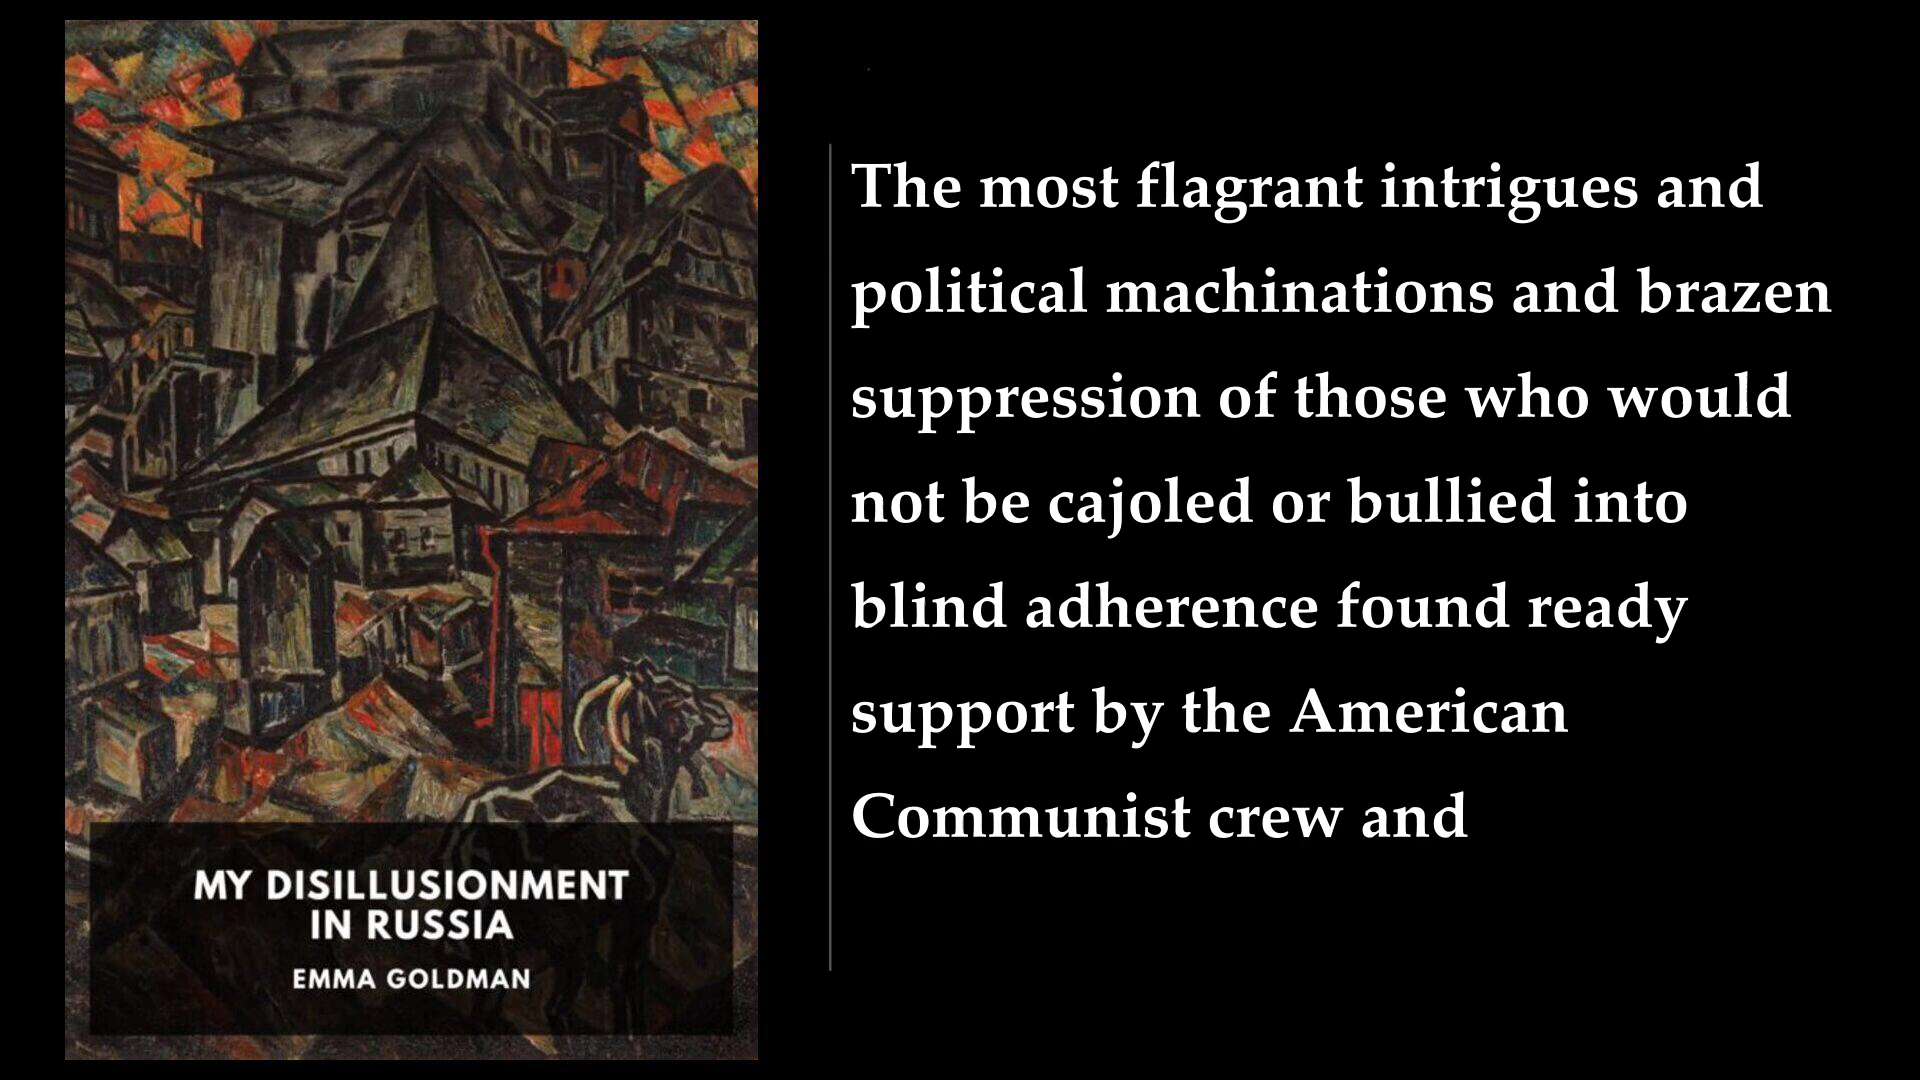 MY DISILLUSIONMENT
IN RUSSIA
EMMA GOLDMAN
The most flagrant intrigues and
political machinations and brazen
suppression of those who would
not be cajoled or bullied into
blind adherence found ready
support by the American
Communist crew and